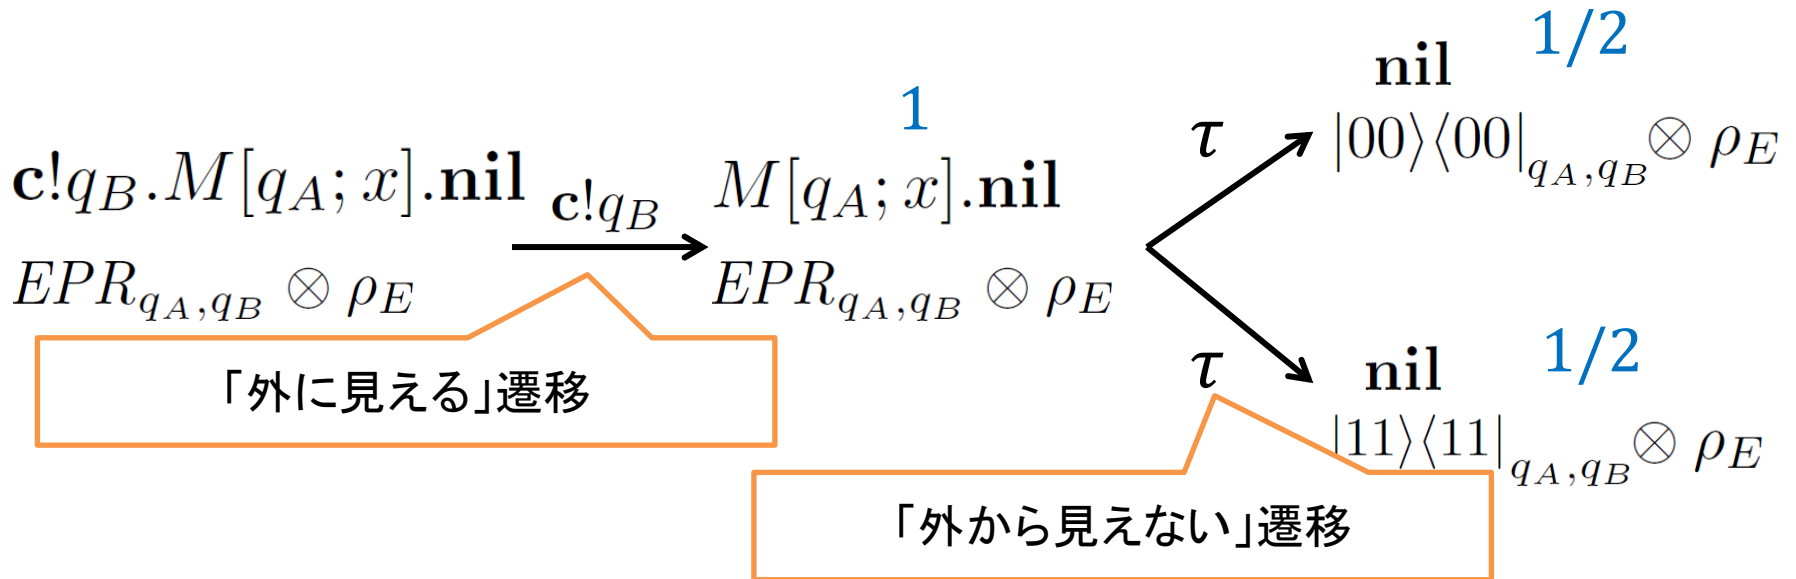 c!q_B.M[q_A; x].nil
EPR_{q_A,q_B} ⊗ ρ_E
c!q_B
1
M[q_A; x].nil
EPR_{q_A,q_B} ⊗ ρ_E
τ
nil 1/2
|00⟩⟨00|_{q_A,q_B} ⊗ ρ_E
τ
nil 1/2
|11⟩⟨11|_{q_A,q_B} ⊗ ρ_E
「外に見える」遷移
「外から見えない」遷移